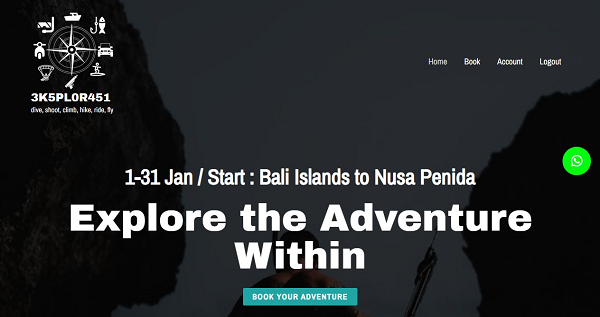 3K5PL0R451
dive, shoot, climb, hike, ride, fly
Home Book Account Logout
1-31 Jan / Start : Bali Islands to Nusa Penida
Explore the Adventure
Within
BOOK YOUR ADVENTURE